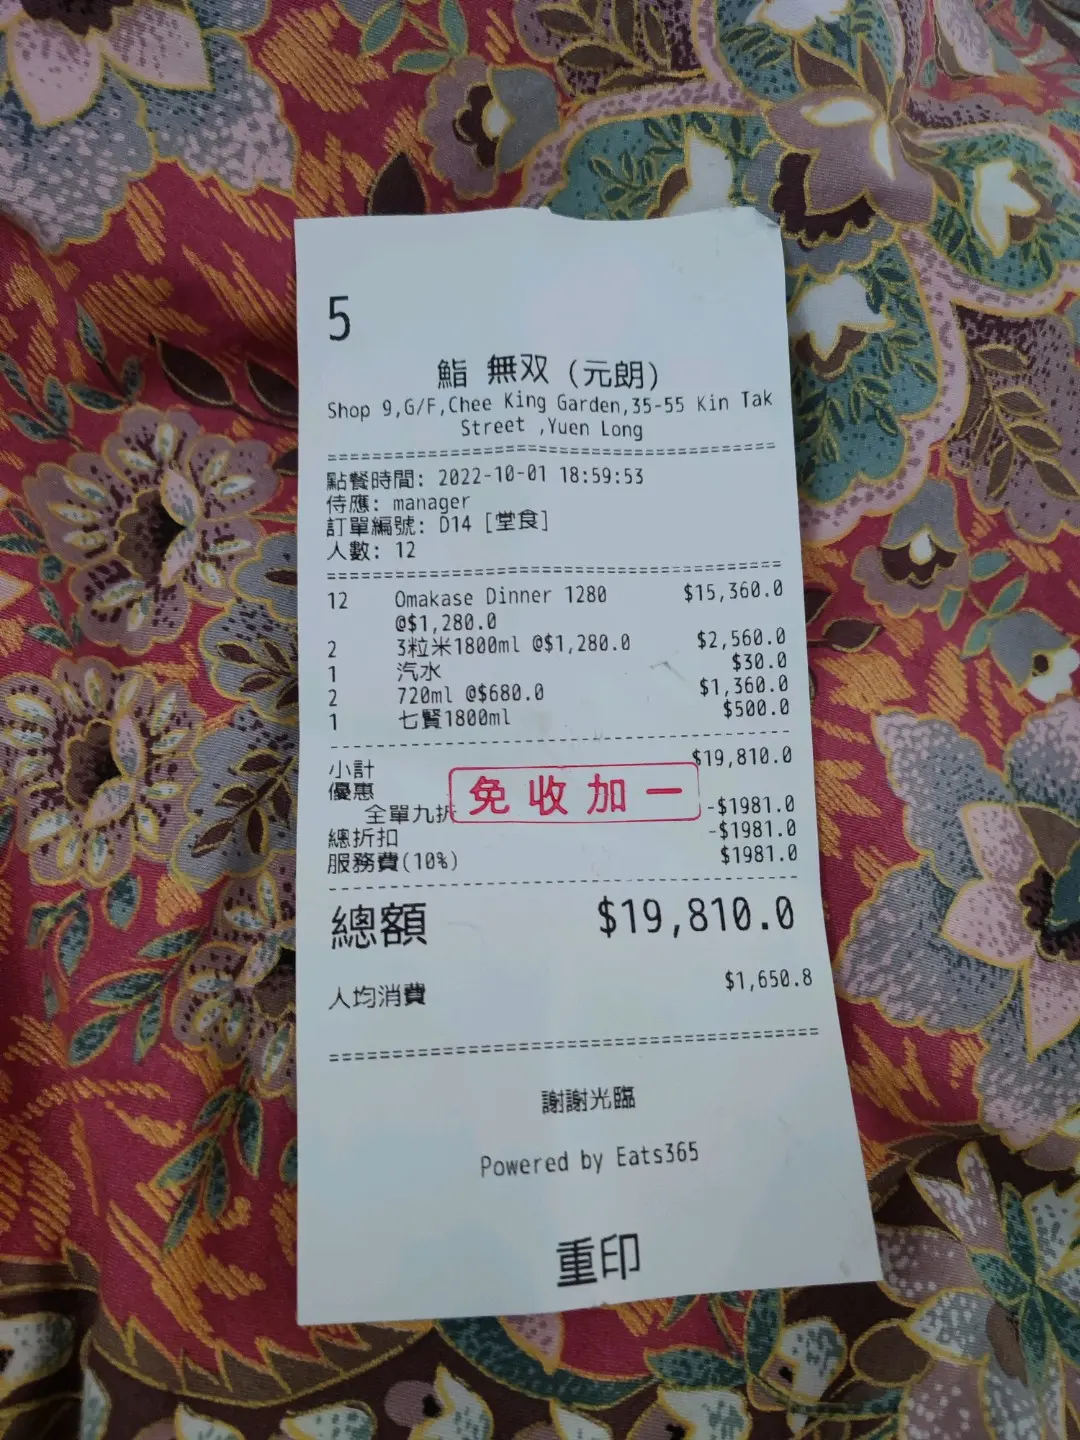 5
鮨 無双 (元朗)
Shop 9,G/F,Chee King Garden,35-55 Kin Tak
Street ,Yuen Long
點餐時間: 2022-10-01 18:59:53
侍應: manager
訂單編號: D14 [堂食]
人數: 12
12 Omakase Dinner 1280 $15,360.0
@$1,280.0
2 3粒米1800ml @$1,280.0 $2,560.0
1 汽水 $30.0
2 720ml @$680.0 $1,360.0
1 七賢1800ml $500.0
小計 $19,810.0
優惠
免收加一
全單九折 -$1981.0
總折扣 -$1981.0
服務費(10%) $1981.0
總額 $19,810.0
人均消費 $1,650.8
謝謝光臨
Powered by Eats365
重印